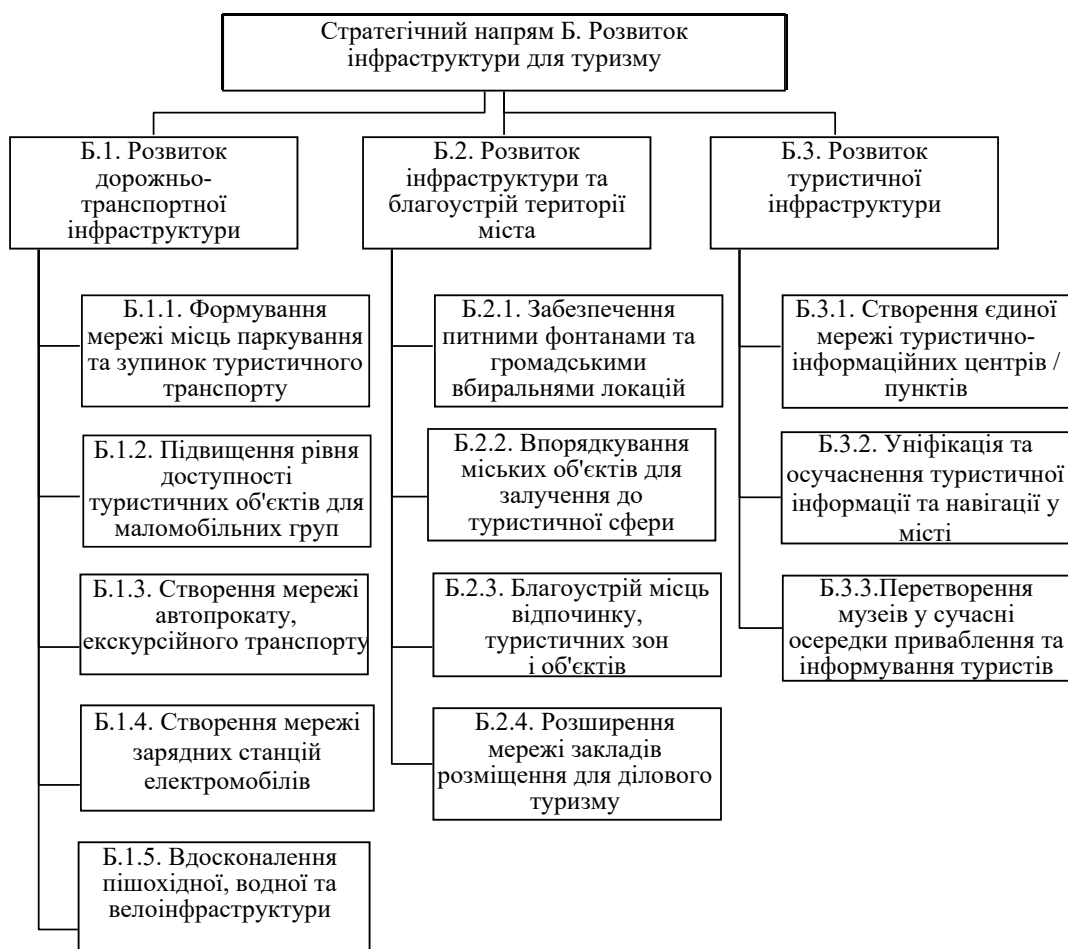 Стратегічний напрям Б. Розвиток
інфраструктури для туризму
Б.1. Розвиток
дорожньо-
транспортної
інфраструктури
Б.2. Розвиток
інфраструктури та
благоустрій території
міста
Б.3. Розвиток
туристичної
інфраструктури
Б.1.1. Формування
мережі місць паркування
та зупинок туристичного
транспорту
Б.1.2. Підвищення рівня
доступності
туристичних об'єктів для
маломобільних груп
Б.1.3. Створення мережі
автопрокату,
екскурсійного транспорту
Б.1.4. Створення мережі
зарядних станцій
електромобілів
Б.1.5. Вдосконалення
пішохідної, водної та
велоінфраструктури
Б.2.1. Забезпечення
питними фонтанами та
громадськими
вбиральнями локацій
Б.2.2. Впорядкування
міських об'єктів для
залучення до
туристичної сфери
Б.2.3. Благоустрій місць
відпочинку,
туристичних зон
і об'єктів
Б.2.4. Розширення
мережі закладів
розміщення для ділового
туризму
Б.3.1. Створення єдиної
мережі туристично-
інформаційних центрів /
пунктів
Б.3.2. Уніфікація та
осучаснення туристичної
інформації та навігації у
місті
Б.3.3.Перетворення
музеїв у сучасні
осередки приваблення та
інформування туристів